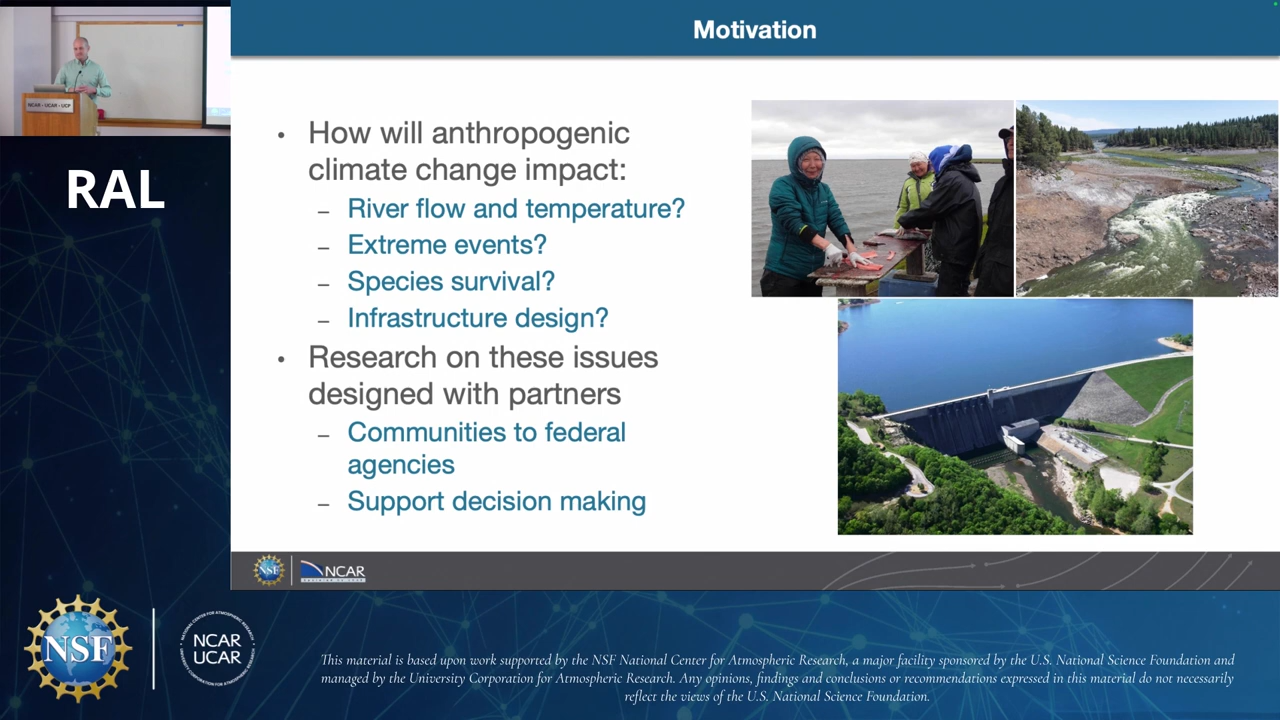 Motivation
NCAR • UCAR • UCP
RAL
• How will anthropogenic
climate change impact:
– River flow and temperature?
– Extreme events?
– Species survival?
– Infrastructure design?
• Research on these issues
designed with partners
– Communities to federal
agencies
– Support decision making
NSF
NCAR
NSF
NCAR
UCAR
This material is based upon work supported by the NSF National Center for Atmospheric Research, a major facility sponsored by the U.S. National Science Foundation and
managed by the University Corporation for Atmospheric Research. Any opinions, findings and conclusions or recommendations expressed in this material do not necessarily
reflect the views of the U.S. National Science Foundation.